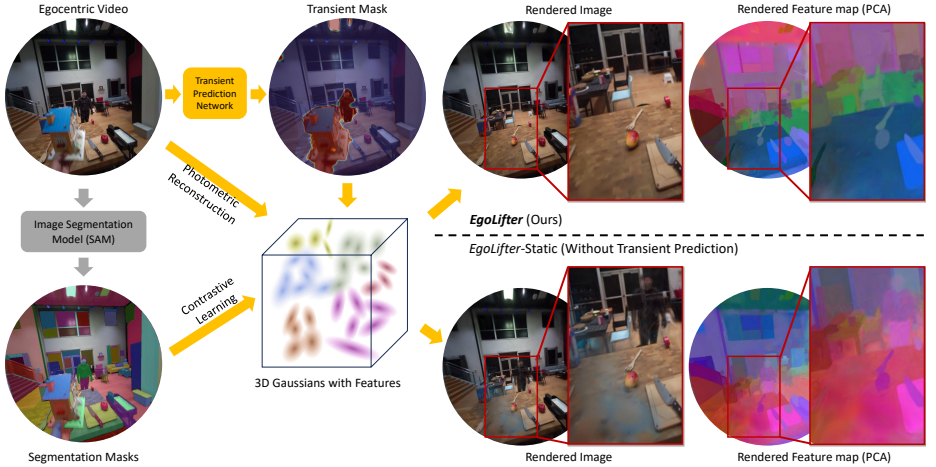 Egocentric Video
Transient Mask
Rendered Image
Rendered Feature map (PCA)
Transient
Prediction
Network
Photometric
Reconstruction
Image Segmentation
Model (SAM)
EgoLifter (Ours)
EgoLifter-Static (Without Transient Prediction)
Contrastive
Learning
3D Gaussians with Features
Segmentation Masks
Rendered Image
Rendered Feature map (PCA)